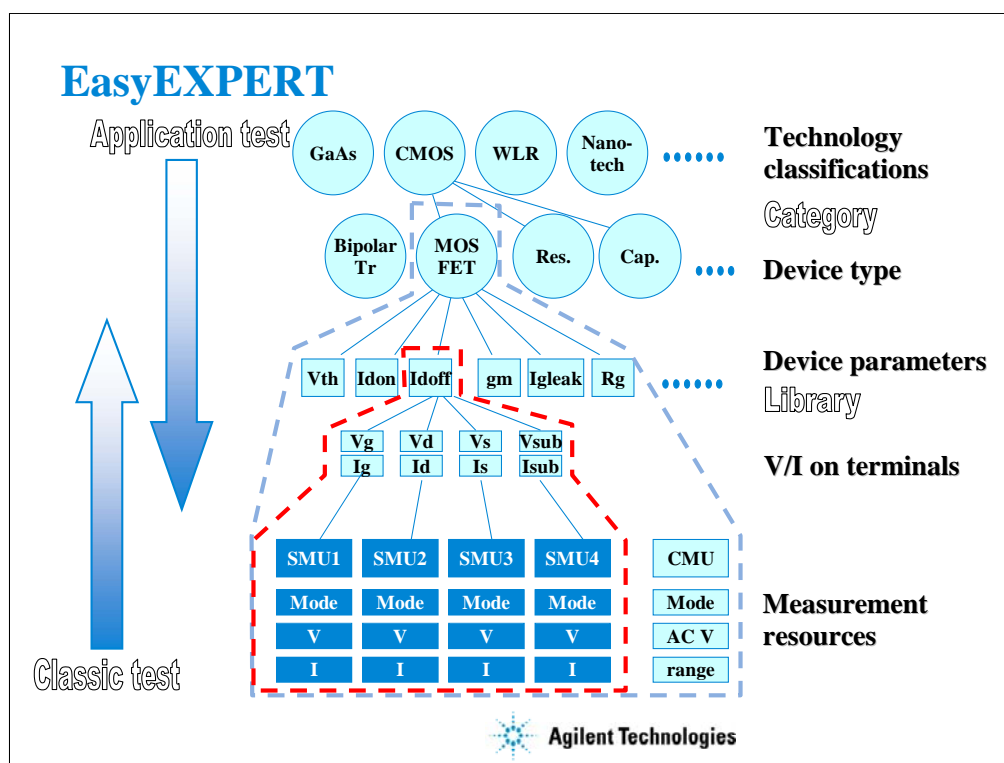 EasyEXPERT
Application test
GaAs
CMOS
WLR
Nano-
tech
Technology
classifications
Category
Bipolar
Tr
MOS
FET
Res.
Cap.
Device type
Vth
Idon
Idoff
gm
Igleak
Rg
Device parameters
Library
Vg
Vd
Vs
Vsub
Ig
Id
Is
Isub
V/I on terminals
SMU1
SMU2
SMU3
SMU4
CMU
Mode
Mode
Mode
Mode
Mode
V
V
V
V
AC V
I
I
I
I
range
Measurement
resources
Classic test
Agilent Technologies